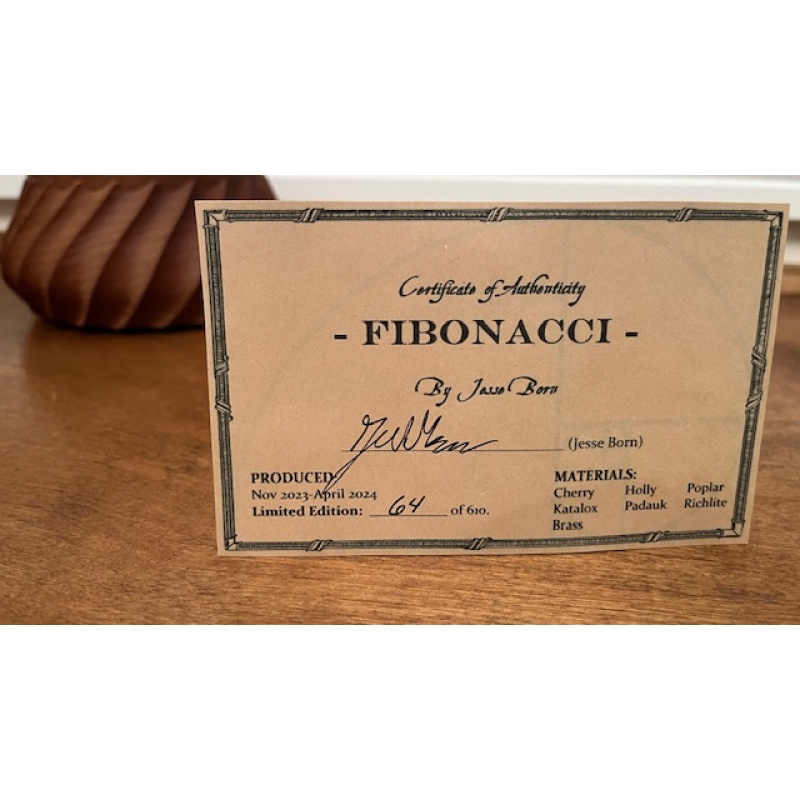 Certificate of Authenticity
- FIBONACCI -
By Jesse Born
(Jesse Born)
PRODUCED:
Nov 2023-April 2024
Limited Edition: 64 of 610.
MATERIALS:
Cherry Holly Poplar
Katalox Padauk Richlite
Brass